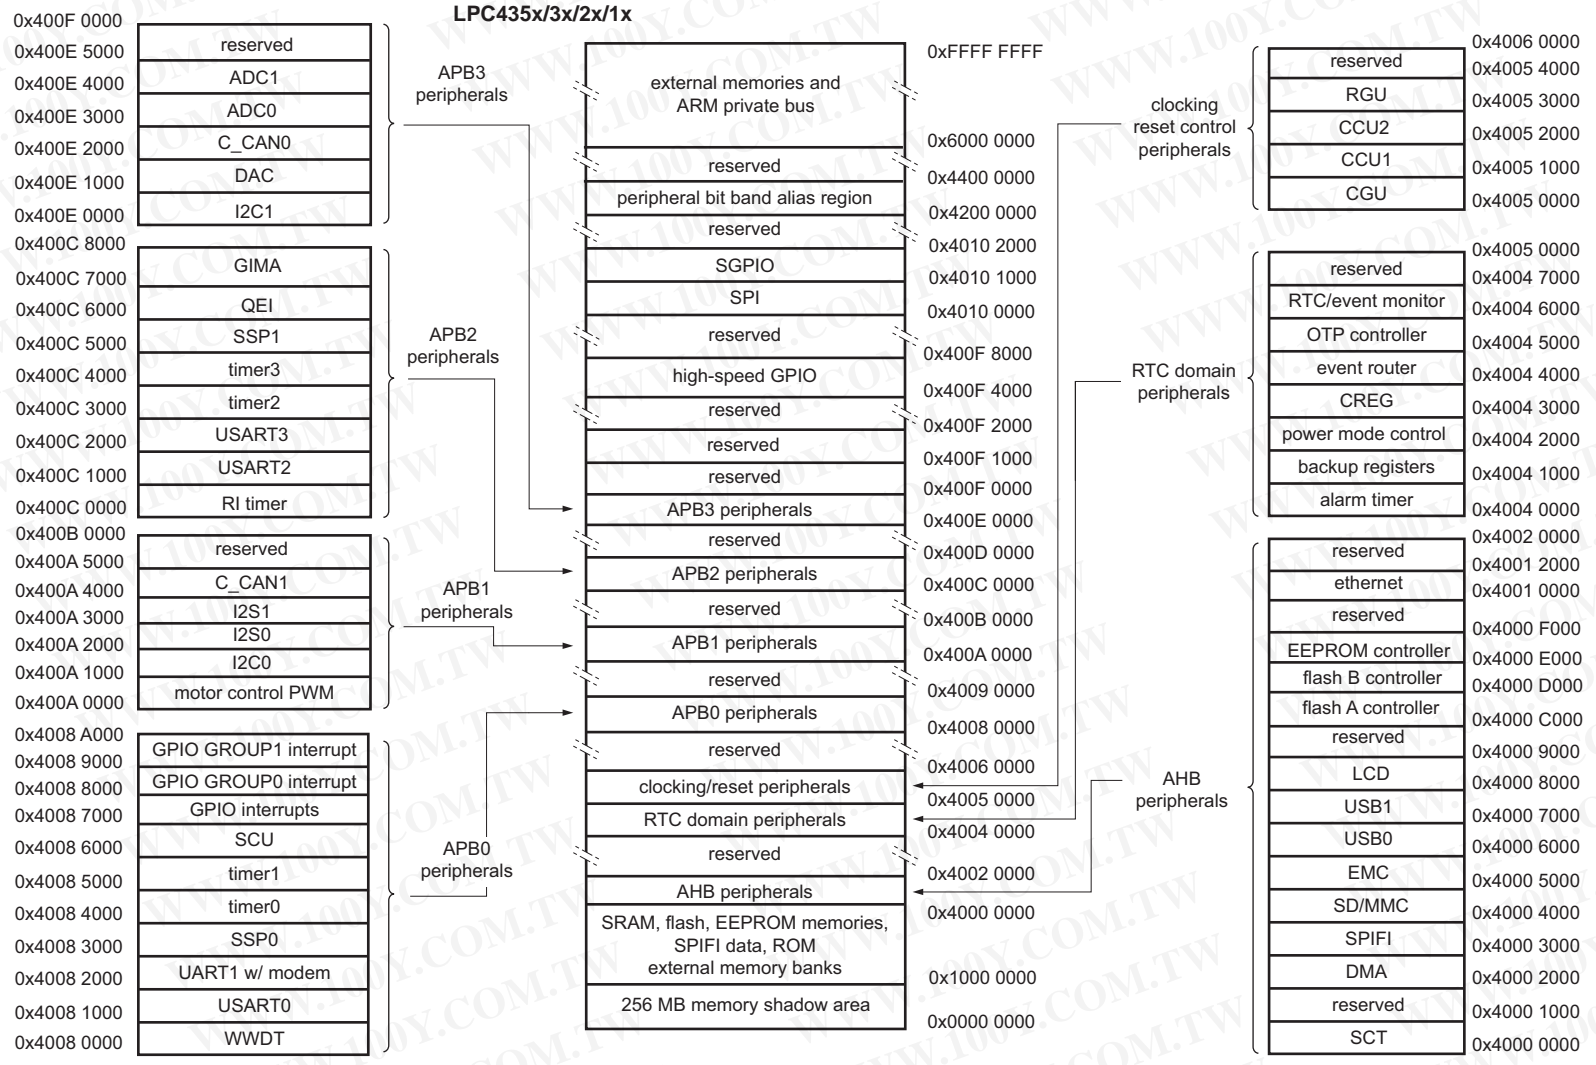 LPC435x/3x/2x/1x
0x400F 0000
reserved
0x400E 5000
ADC1
0x400E 4000
ADC0
0x400E 3000
C_CAN0
0x400E 2000
DAC
0x400E 1000
I2C1
0x400E 0000
APB3
peripherals
0x400C 8000
GIMA
0x400C 7000
QEI
0x400C 6000
SSP1
0x400C 5000
timer3
0x400C 4000
timer2
0x400C 3000
USART3
0x400C 2000
USART2
0x400C 1000
RI timer
0x400C 0000
APB2
peripherals
0x400B 0000
reserved
0x400A 5000
C_CAN1
0x400A 4000
I2S1
0x400A 3000
I2S0
0x400A 2000
I2C0
0x400A 1000
motor control PWM
0x400A 0000
APB1
peripherals
0x4008 A000
GPIO GROUP1 interrupt
0x4008 9000
GPIO GROUP0 interrupt
0x4008 8000
GPIO interrupts
0x4008 7000
SCU
0x4008 6000
timer1
0x4008 5000
timer0
0x4008 4000
SSP0
0x4008 3000
UART1 w/ modem
0x4008 2000
USART0
0x4008 1000
WWDT
0x4008 0000
APB0
peripherals
0xFFFF FFFF
external memories and
ARM private bus
0x6000 0000
reserved
0x4400 0000
peripheral bit band alias region
0x4200 0000
reserved
0x4010 2000
SGPIO
0x4010 1000
SPI
0x4010 0000
reserved
0x400F 8000
high-speed GPIO
0x400F 4000
reserved
0x400F 2000
reserved
0x400F 1000
reserved
0x400F 0000
APB3 peripherals
0x400E 0000
reserved
0x400D 0000
APB2 peripherals
0x400C 0000
reserved
0x400B 0000
APB1 peripherals
0x400A 0000
reserved
0x4009 0000
APB0 peripherals
0x4008 0000
reserved
0x4006 0000
clocking/reset peripherals
0x4005 0000
RTC domain peripherals
0x4004 0000
reserved
0x4002 0000
AHB peripherals
0x4000 0000
SRAM, flash, EEPROM memories,
SPIFI data, ROM
external memory banks
0x1000 0000
256 MB memory shadow area
0x0000 0000
clocking
reset control
peripherals
0x4006 0000
reserved
0x4005 4000
RGU
0x4005 3000
CCU2
0x4005 2000
CCU1
0x4005 1000
CGU
0x4005 0000
RTC domain
peripherals
0x4005 0000
reserved
0x4004 7000
RTC/event monitor
0x4004 6000
OTP controller
0x4004 5000
event router
0x4004 4000
CREG
0x4004 3000
power mode control
0x4004 2000
backup registers
0x4004 1000
alarm timer
0x4004 0000
AHB
peripherals
0x4002 0000
reserved
0x4001 2000
ethernet
0x4001 0000
reserved
0x4000 F000
EEPROM controller
0x4000 E000
flash B controller
0x4000 D000
flash A controller
0x4000 C000
reserved
0x4000 9000
LCD
0x4000 8000
USB1
0x4000 7000
USB0
0x4000 6000
EMC
0x4000 5000
SD/MMC
0x4000 4000
SPIFI
0x4000 3000
DMA
0x4000 2000
reserved
0x4000 1000
SCT
0x4000 0000
WWW.100Y.COM.TW